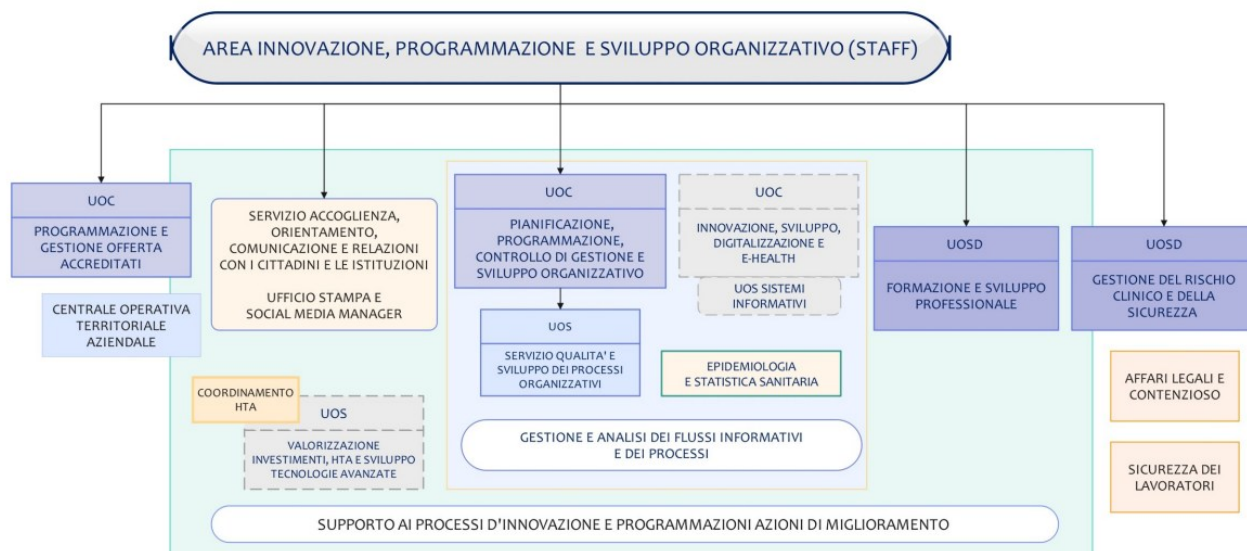 AREA INNOVAZIONE, PROGRAMMAZIONE E SVILUPPO ORGANIZZATIVO (STAFF)
UOC
PROGRAMMAZIONE E
GESTIONE OFFERTA
ACCREDITATI
CENTRALE OPERATIVA
TERRITORIALE
AZIENDALE
SERVIZIO ACCOGLIENZA,
ORIENTAMENTO,
COMUNICAZIONE E RELAZIONI
CON I CITTADINI E LE ISTITUZIONI
UFFICIO STAMPA E
SOCIAL MEDIA MANAGER
COORDINAMENTO
HTA
UOS
VALORIZZAZIONE
INVESTIMENTI, HTA E SVILUPPO
TECNOLOGIE AVANZATE
UOC
PIANIFICAZIONE,
PROGRAMMAZIONE,
CONTROLLO DI GESTIONE E
SVILUPPO ORGANIZZATIVO
UOS
SERVIZIO QUALITA' E
SVILUPPO DEI PROCESSI
ORGANIZZATIVI
UOC
INNOVAZIONE, SVILUPPO,
DIGITALIZZAZIONE E
E-HEALTH
UOS SISTEMI
INFORMATIVI
EPIDEMIOLOGIA
E STATISTICA SANITARIA
GESTIONE E ANALISI DEI FLUSSI INFORMATIVI
E DEI PROCESSI
UOSD
FORMAZIONE E SVILUPPO
PROFESSIONALE
UOSD
GESTIONE DEL RISCHIO
CLINICO E DELLA
SICUREZZA
AFFARI LEGALI E
CONTENZIOSO
SICUREZZA DEI
LAVORATORI
SUPPORTO AI PROCESSI D'INNOVAZIONE E PROGRAMMAZIONI AZIONI DI MIGLIORAMENTO